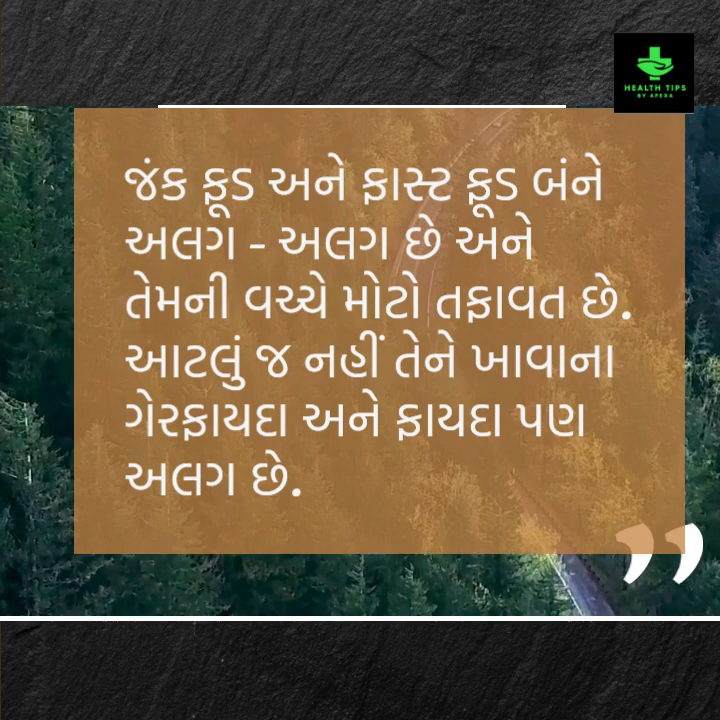 HEALTH TIPS
BY APEXA
જંક ફૂડ અને ફાસ્ટ ફૂડ બંને
અલગ - અલગ છે અને
તેમની વચ્ચે મોટો તફાવત છે.
આટલું જ નહીં તેને ખાવાના
ગેરફાયદા અને ફાયદા પણ
અલગ છે.
”